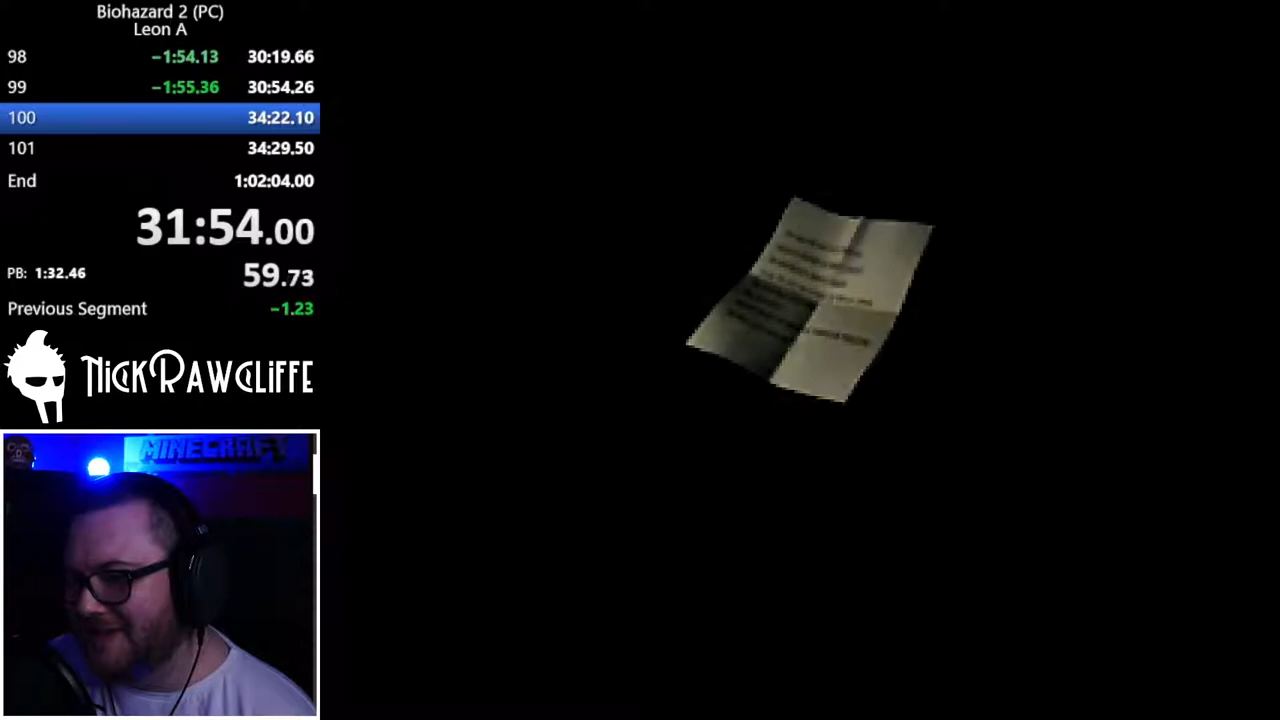 Biohazard 2 (PC)
Leon A
98 −1:54.13 30:19.66
99 −1:55.36 30:54.26
100 34:22.10
101 34:29.50
End 1:02:04.00
31:54.00
PB: 1:32.46 59.73
Previous Segment −1.23
NICKRAWCLIFFE
MINECRAFT